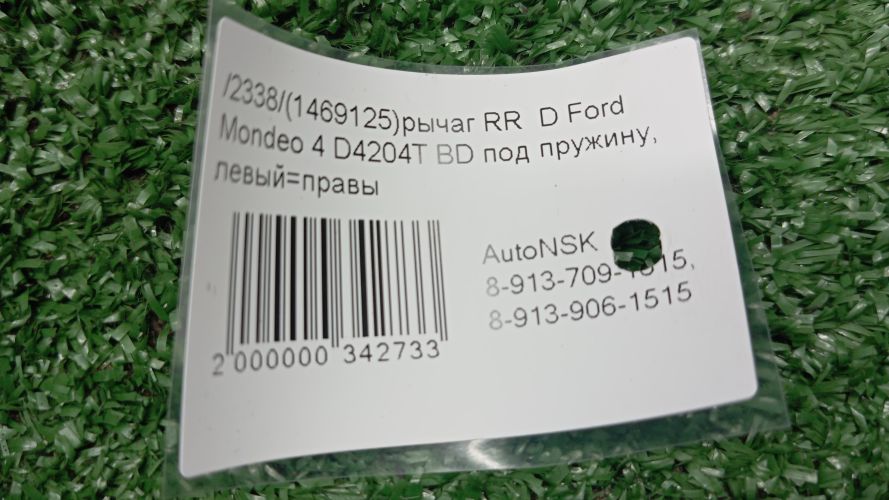 /2338/(1469125)рычаг RR D Ford
Mondeo 4 D4204T BD под пружину,
левый=правы
AutoNSK
8-913-709-1515,
8-913-906-1515
2 000000 342733